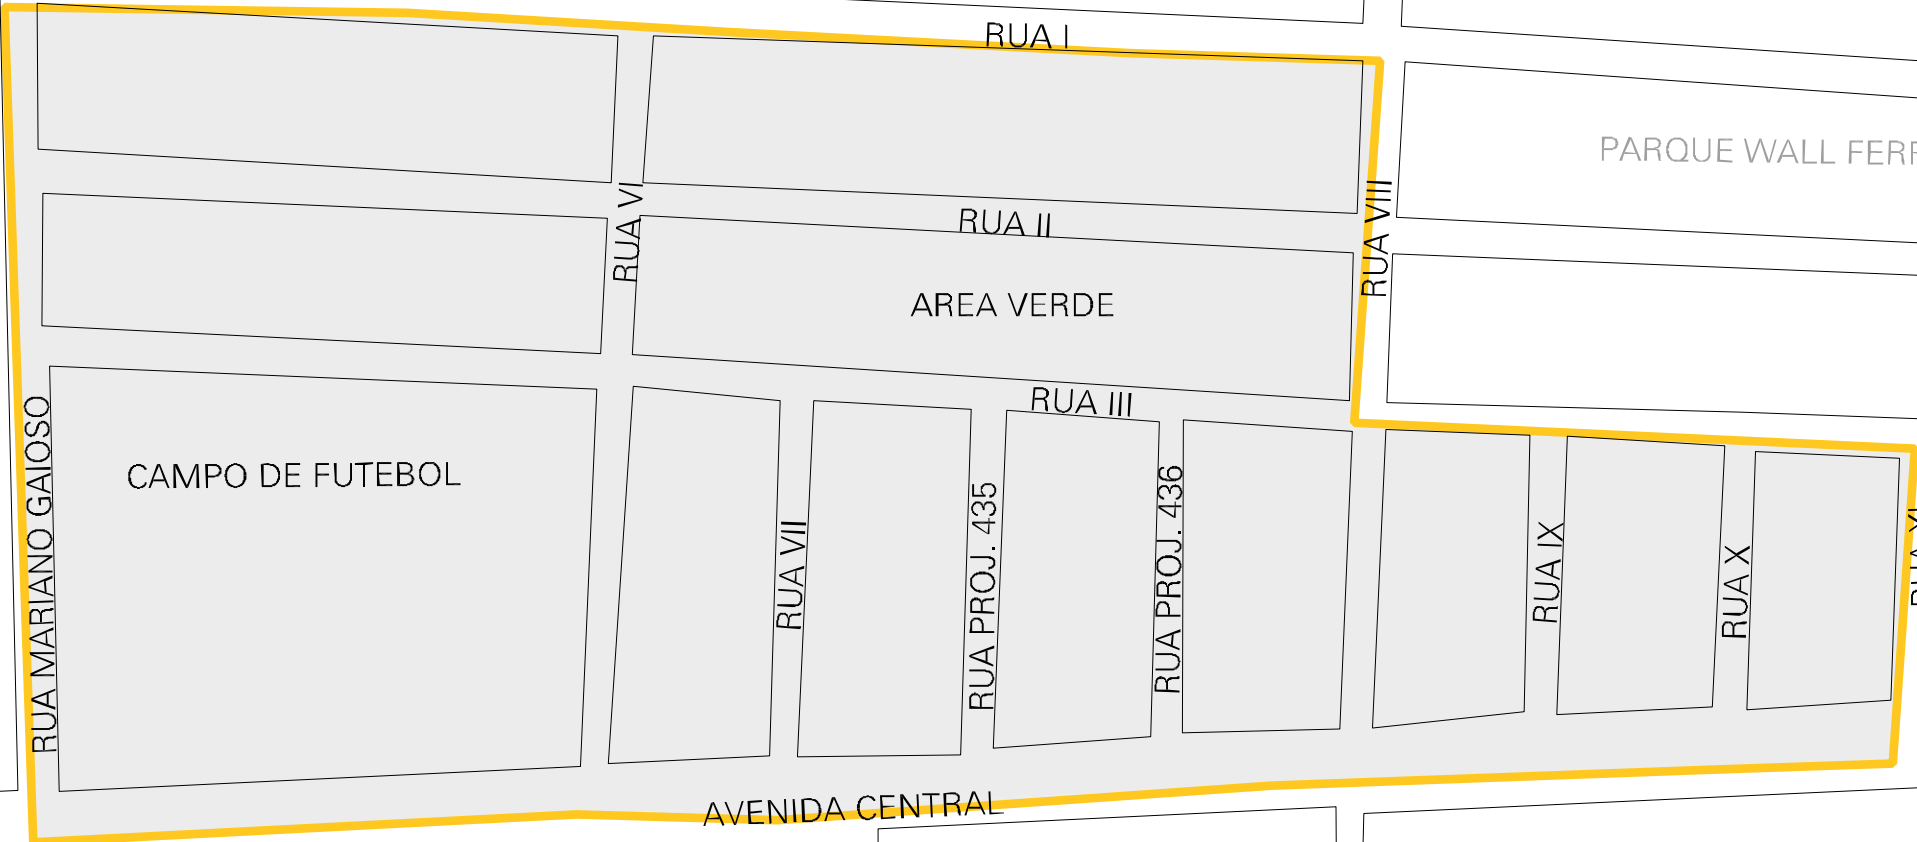 RUA I
PARQUE WALL
RUA VI
RUA II
RUA VIII
AREA VERDE
RUA III
RUA MARIANO GAIOSO
CAMPO DE FUTEBOL
RUA VII
RUA PROJ. 435
RUA PROJ. 436
RUA IX
RUA X
AVENIDA CENTRAL